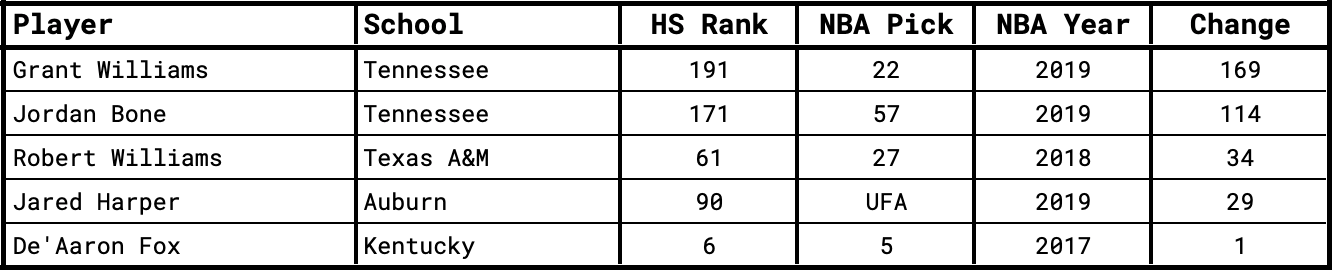 Player School HS Rank NBA Pick NBA Year Change
Grant Williams Tennessee 191 22 2019 169
Jordan Bone Tennessee 171 57 2019 114
Robert Williams Texas A&M 61 27 2018 34
Jared Harper Auburn 90 UFA 2019 29
De'Aaron Fox Kentucky 6 5 2017 1